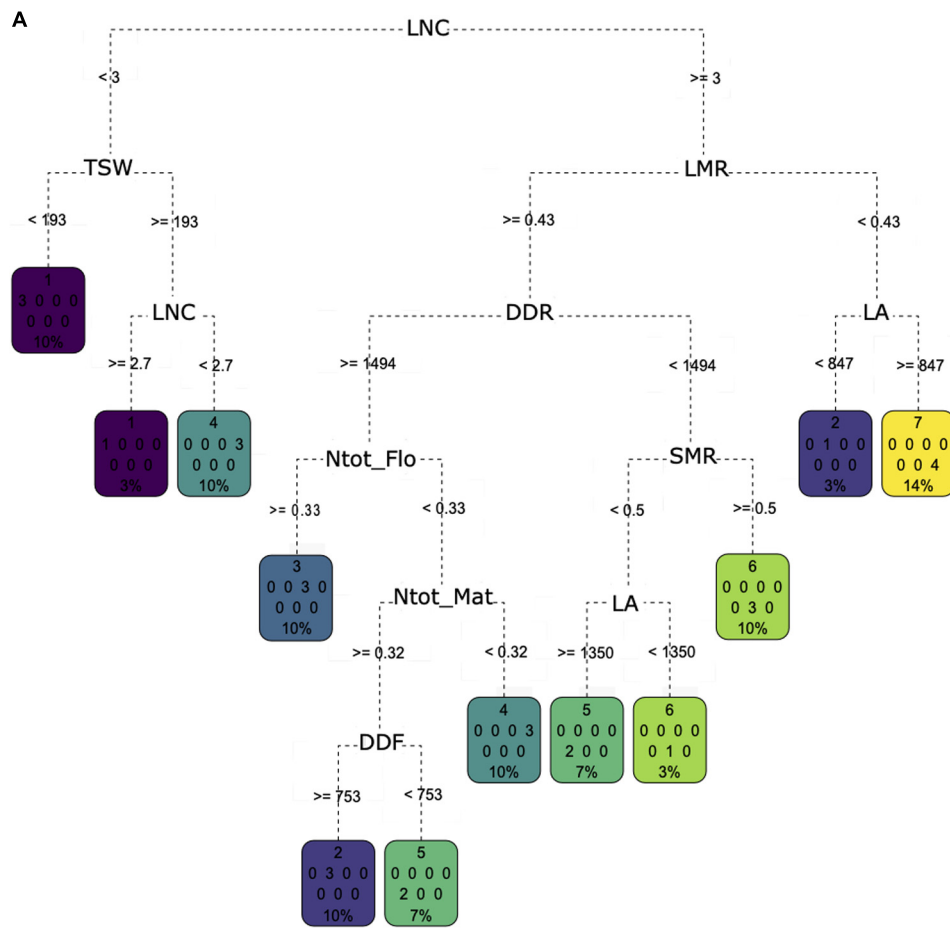 A
LNC
< 3
>= 3
TSW
LMR
< 193
>= 193
>= 0.43
< 0.43
1
3 0 0 0
0 0 0
10%
LNC
DDR
LA
>= 2.7
< 2.7
>= 1494
< 1494
< 847
>= 847
1
1 0 0 0
0 0 0
3%
4
0 0 0 3
0 0 0
10%
2
0 1 0 0
0 0 0
3%
7
0 0 0 0
0 0 4
14%
Ntot_Flo
SMR
>= 0.33
< 0.33
< 0.5
>= 0.5
3
0 0 3 0
0 0 0
10%
6
0 0 0 0
0 3 0
10%
Ntot_Mat
LA
>= 0.32
< 0.32
>= 1350
< 1350
4
0 0 0 3
0 0 0
10%
5
0 0 0 0
2 0 0
7%
6
0 0 0 0
0 1 0
3%
DDF
>= 753
< 753
2
0 3 0 0
0 0 0
10%
5
0 0 0 0
2 0 0
7%